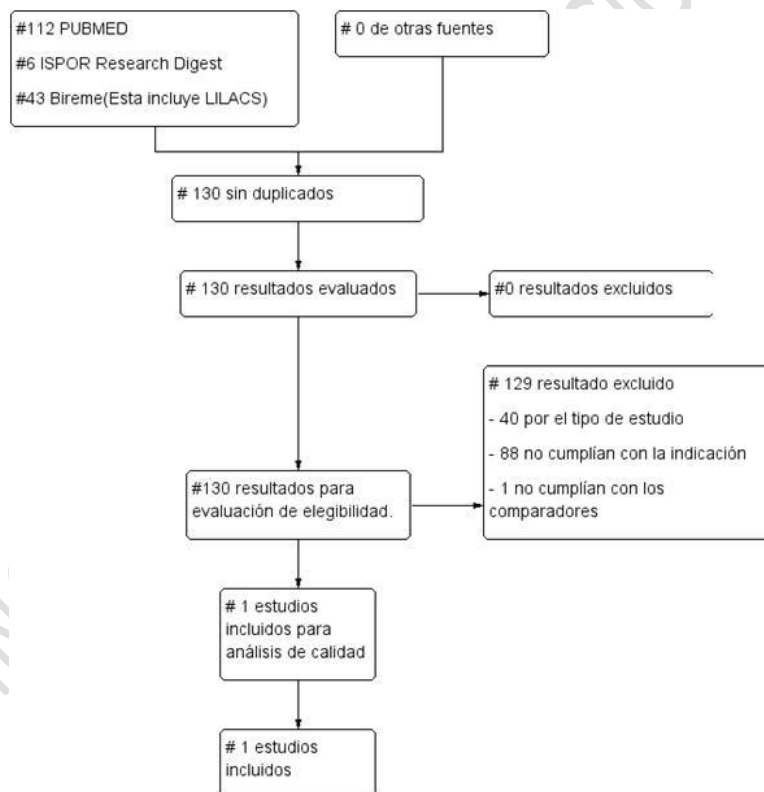 #112 PUBMED
#6 ISPOR Research Digest
#43 Bireme(Esta incluye LILACS)
# 0 de otras fuentes
# 130 sin duplicados
# 130 resultados evaluados
#0 resultados excluidos
# 129 resultado excluido
- 40 por el tipo de estudio
- 88 no cumplían con la indicación
- 1 no cumplían con los
comparadores
#130 resultados para
evaluación de elegibilidad.
# 1 estudios
incluidos para
análisis de calidad
# 1 estudios
incluidos